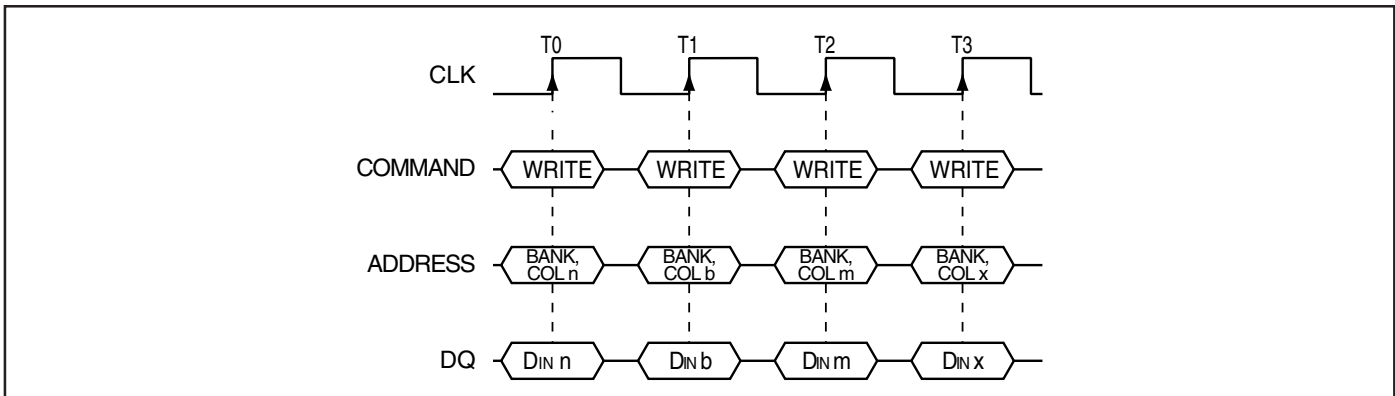 T0 T1 T2 T3
CLK
COMMAND WRITE WRITE WRITE WRITE
BANK, BANK, BANK, BANK,
ADDRESS
COL n COL b COL m COL x
DQ DIN n DIN b DIN m DIN x